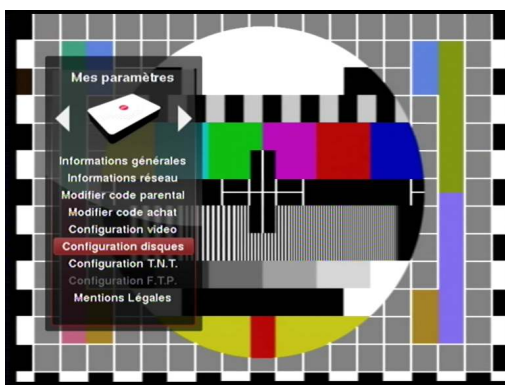 Mes paramètres
Informations générales
Informations réseau
Modifier code parental
Modifier code achat
Configuration video
Configuration disques
Configuration T.N.T.
Configuration F.T.P.
Mentions Légales